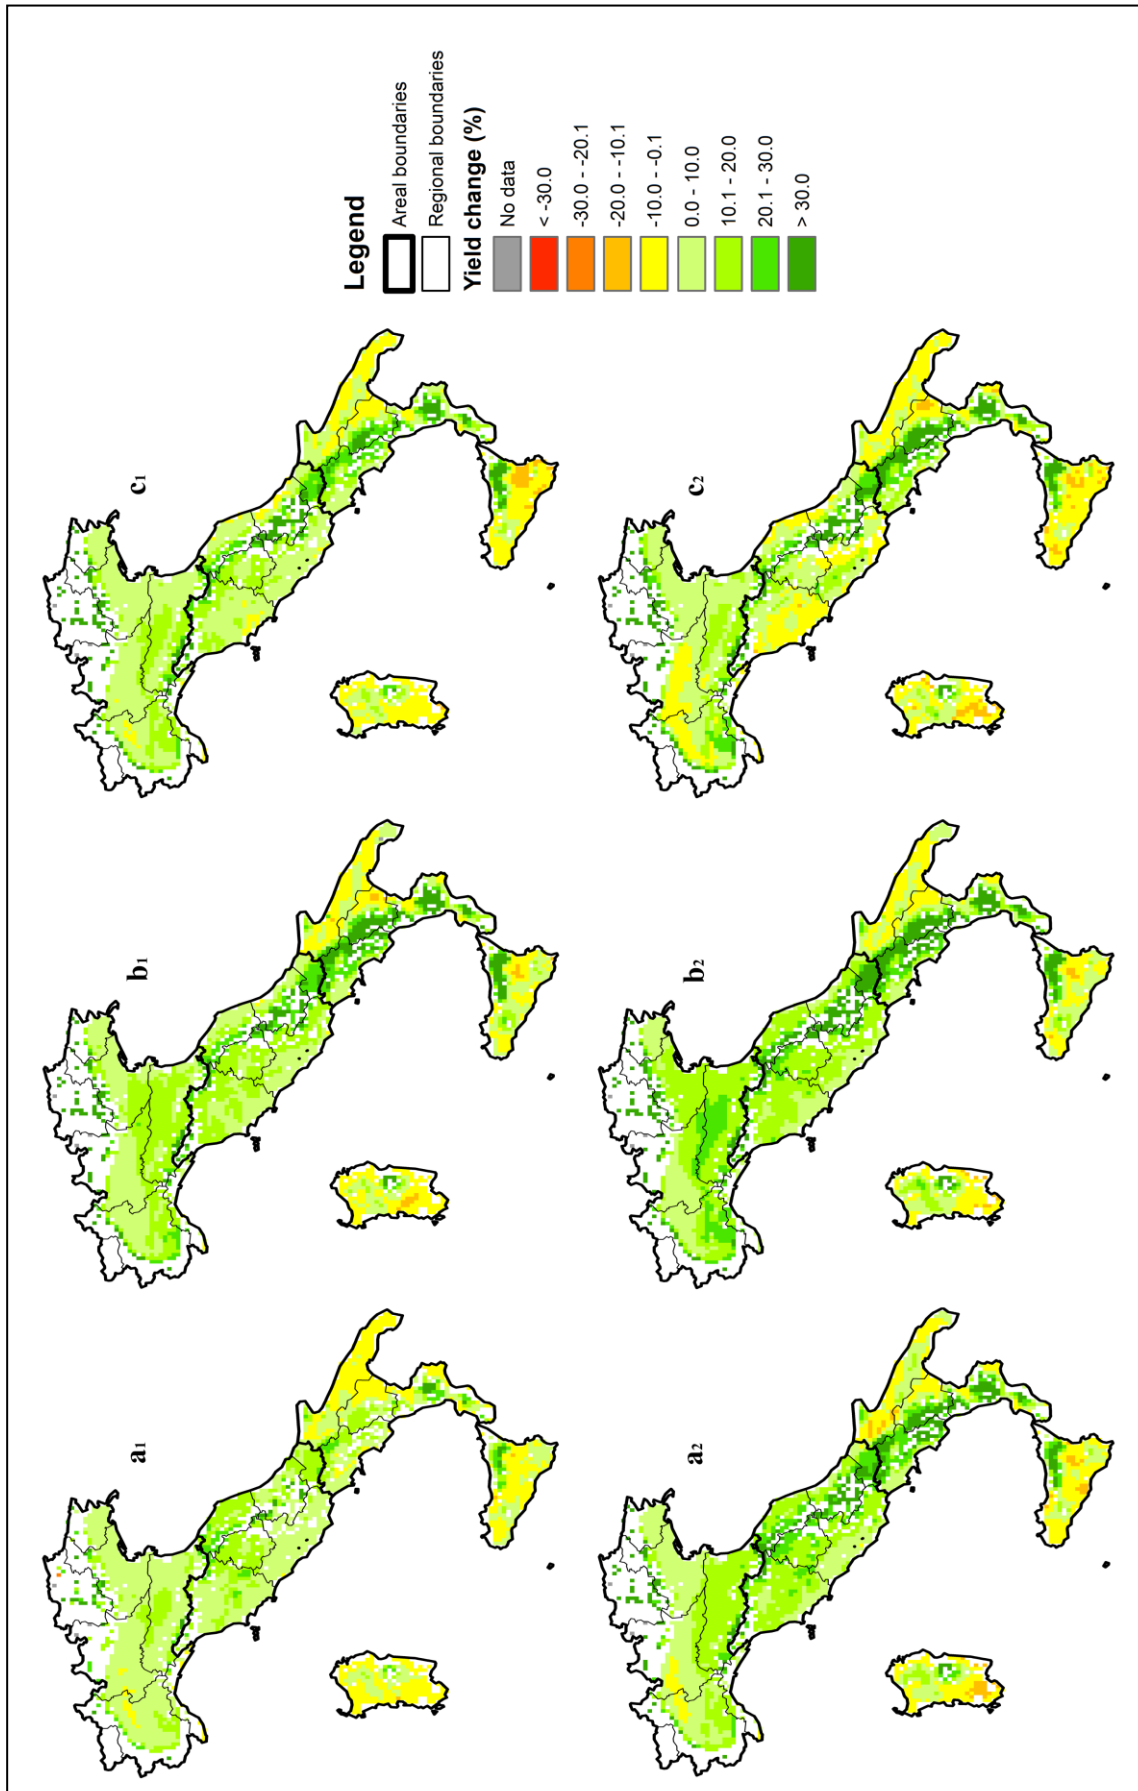 a1
b1
c1
a2
b2
c2
Legend
Areal boundaries
Regional boundaries
Yield change (%)
No data
< -30.0
-30.0 - -20.1
-20.0 - -10.1
-10.0 - -0.1
0.0 - 10.0
10.1 - 20.0
20.1 - 30.0
> 30.0